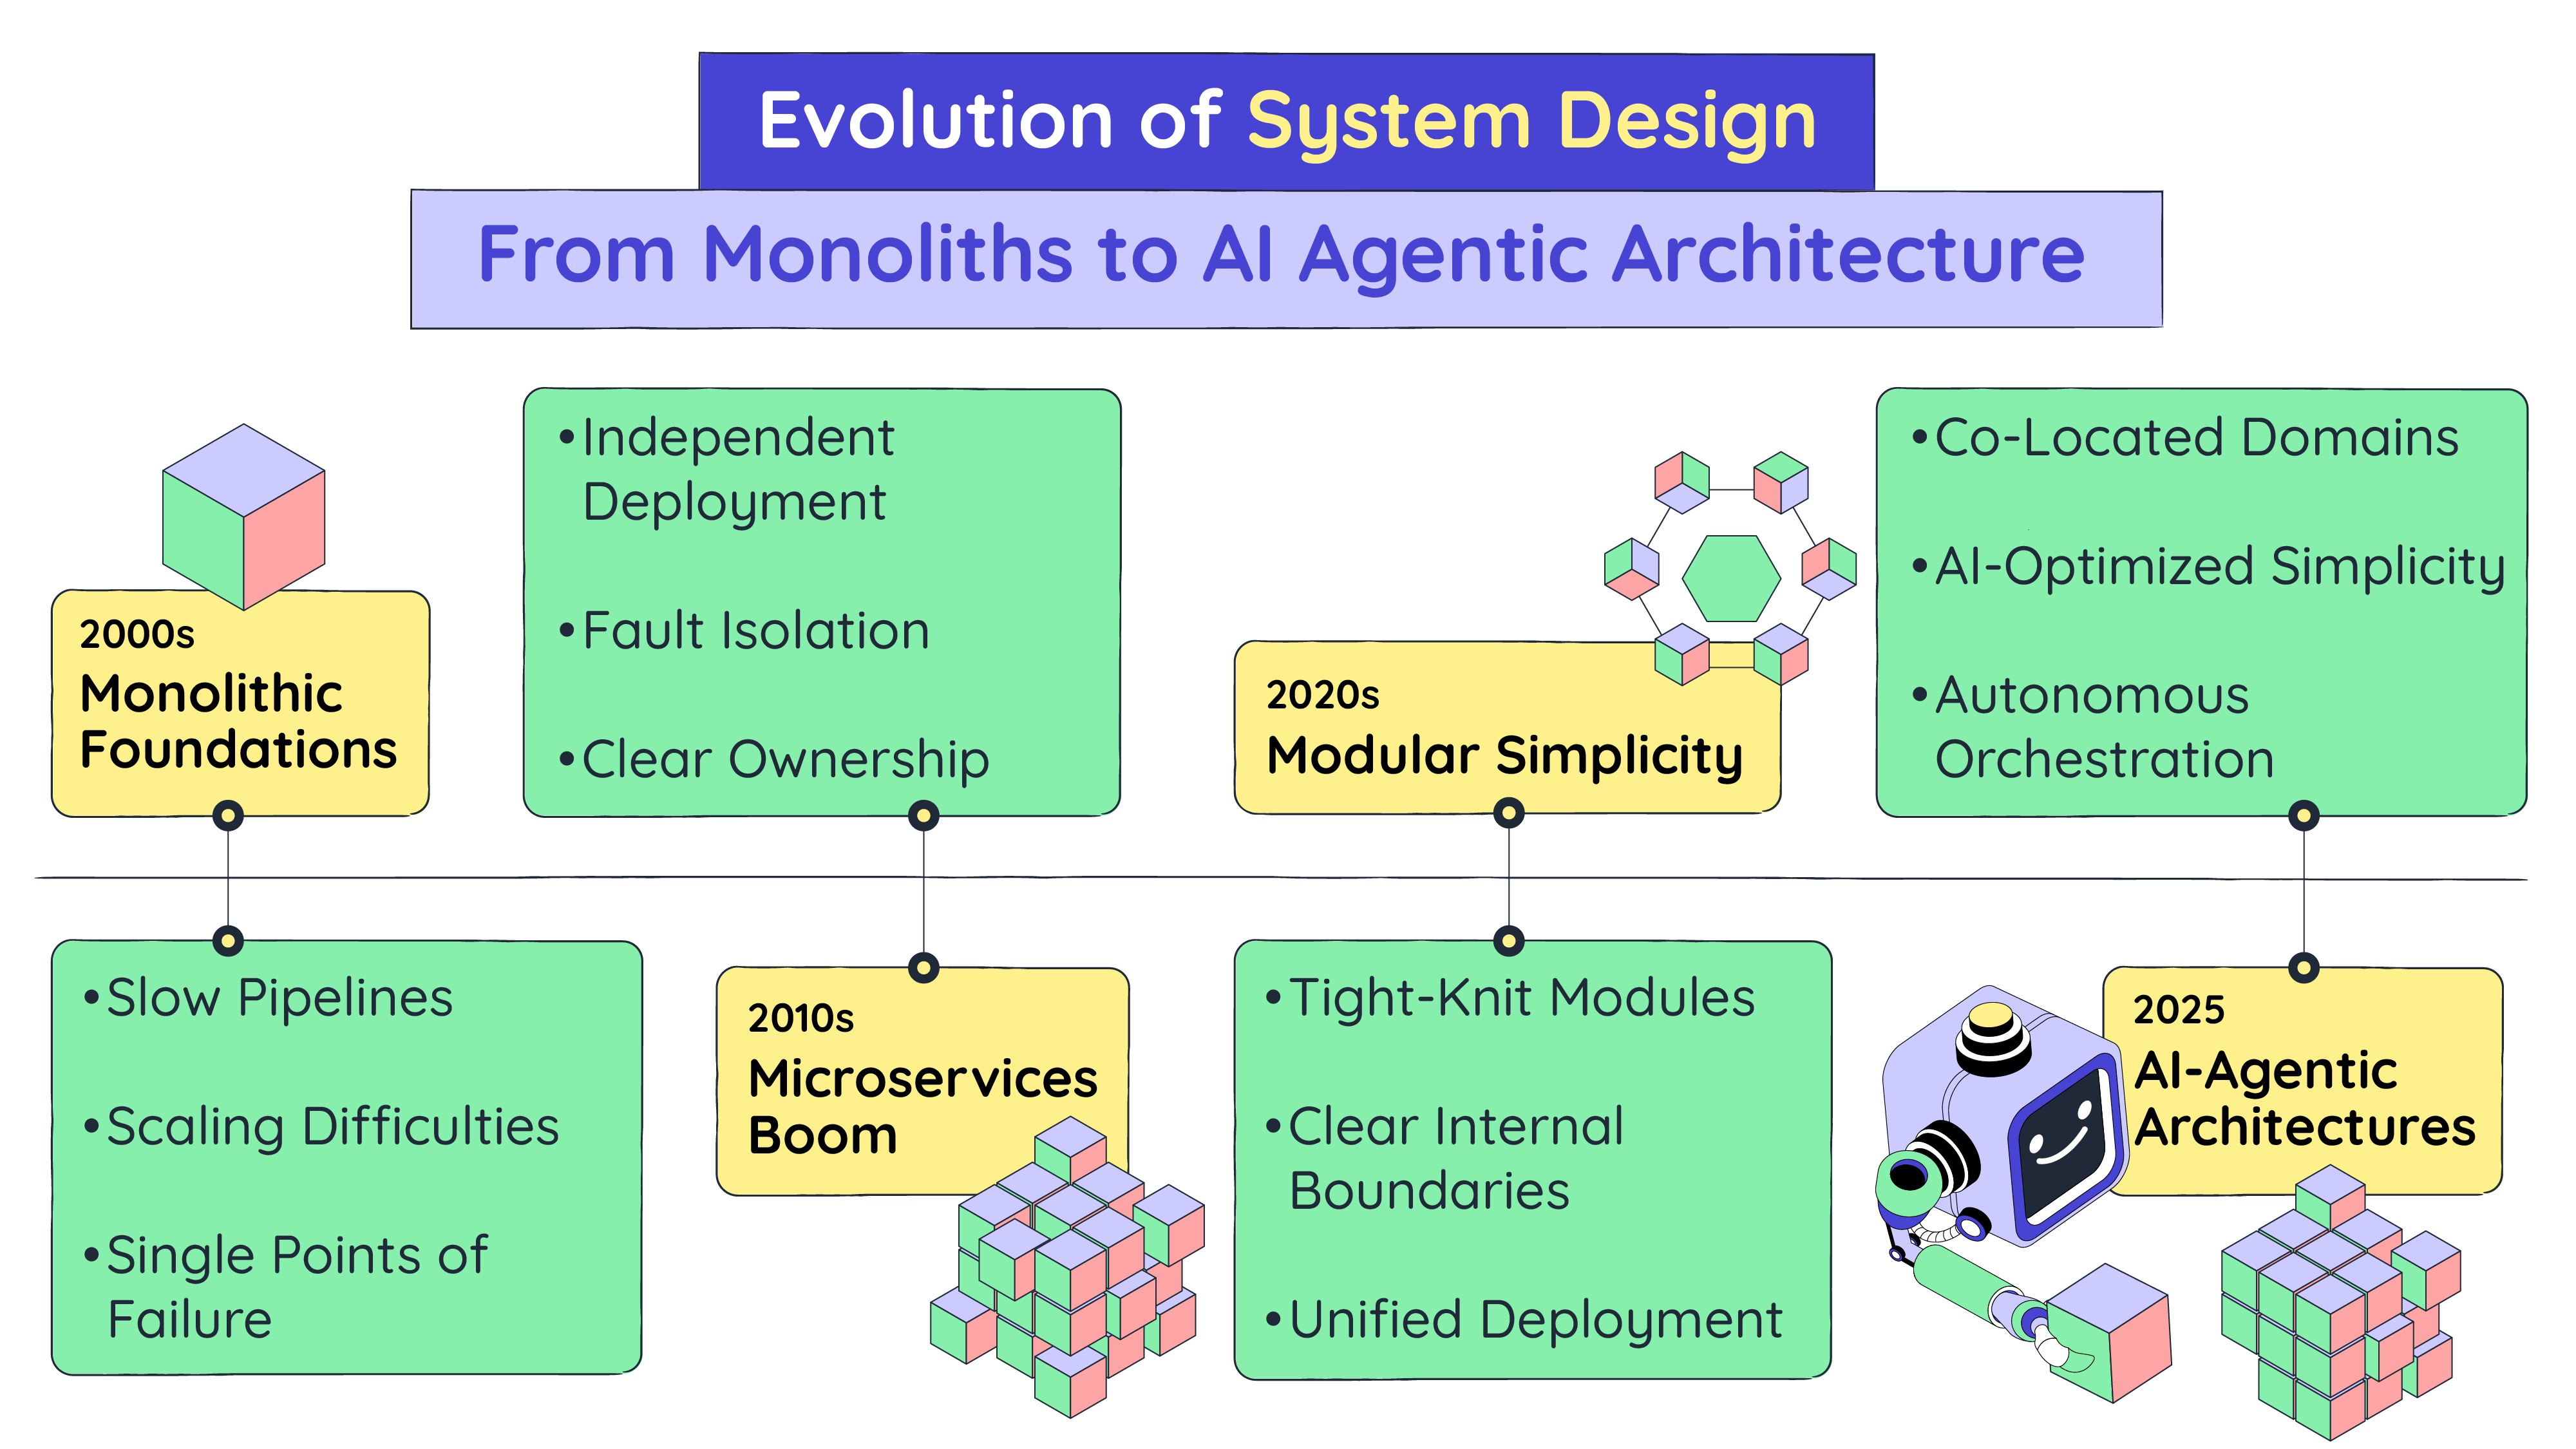 Evolution of System Design
From Monoliths to AI Agentic Architecture
2000s
Monolithic
Foundations
•Slow Pipelines
•Scaling Difficulties
•Single Points of
Failure
•Independent
Deployment
•Fault Isolation
•Clear Ownership
2010s
Microservices
Boom
2020s
Modular Simplicity
•Tight-Knit Modules
•Clear Internal
Boundaries
•Unified Deployment
•Co-Located Domains
•AI-Optimized Simplicity
•Autonomous
Orchestration
2025
AI-Agentic
Architectures